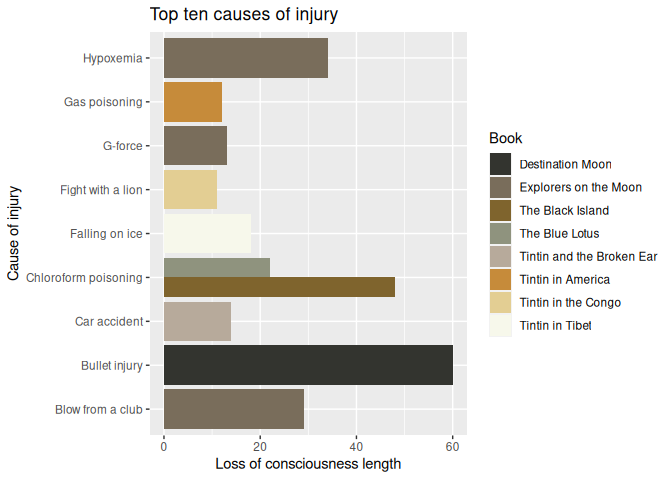 Top ten causes of injury
Hypoxemia
Gas poisoning
G-force
Fight with a lion
Falling on ice
Chloroform poisoning
Car accident
Bullet injury
Blow from a club
Cause of injury
0 20 40 60
Loss of consciousness length
Book
Destination Moon
Explorers on the Moon
The Black Island
The Blue Lotus
Tintin and the Broken Ear
Tintin in America
Tintin in the Congo
Tintin in Tibet